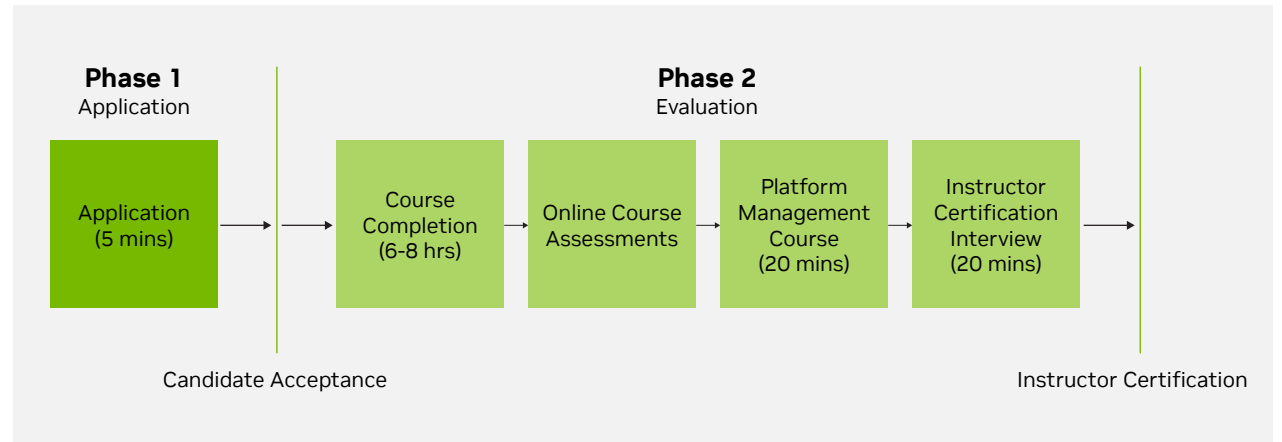 Phase 1
Application
Phase 2
Evaluation
Application
(5 mins)
Course
Completion
(6-8 hrs)
Online Course
Assessments
Platform
Management
Course
(20 mins)
Instructor
Certification
Interview
(20 mins)
Candidate Acceptance
Instructor Certification